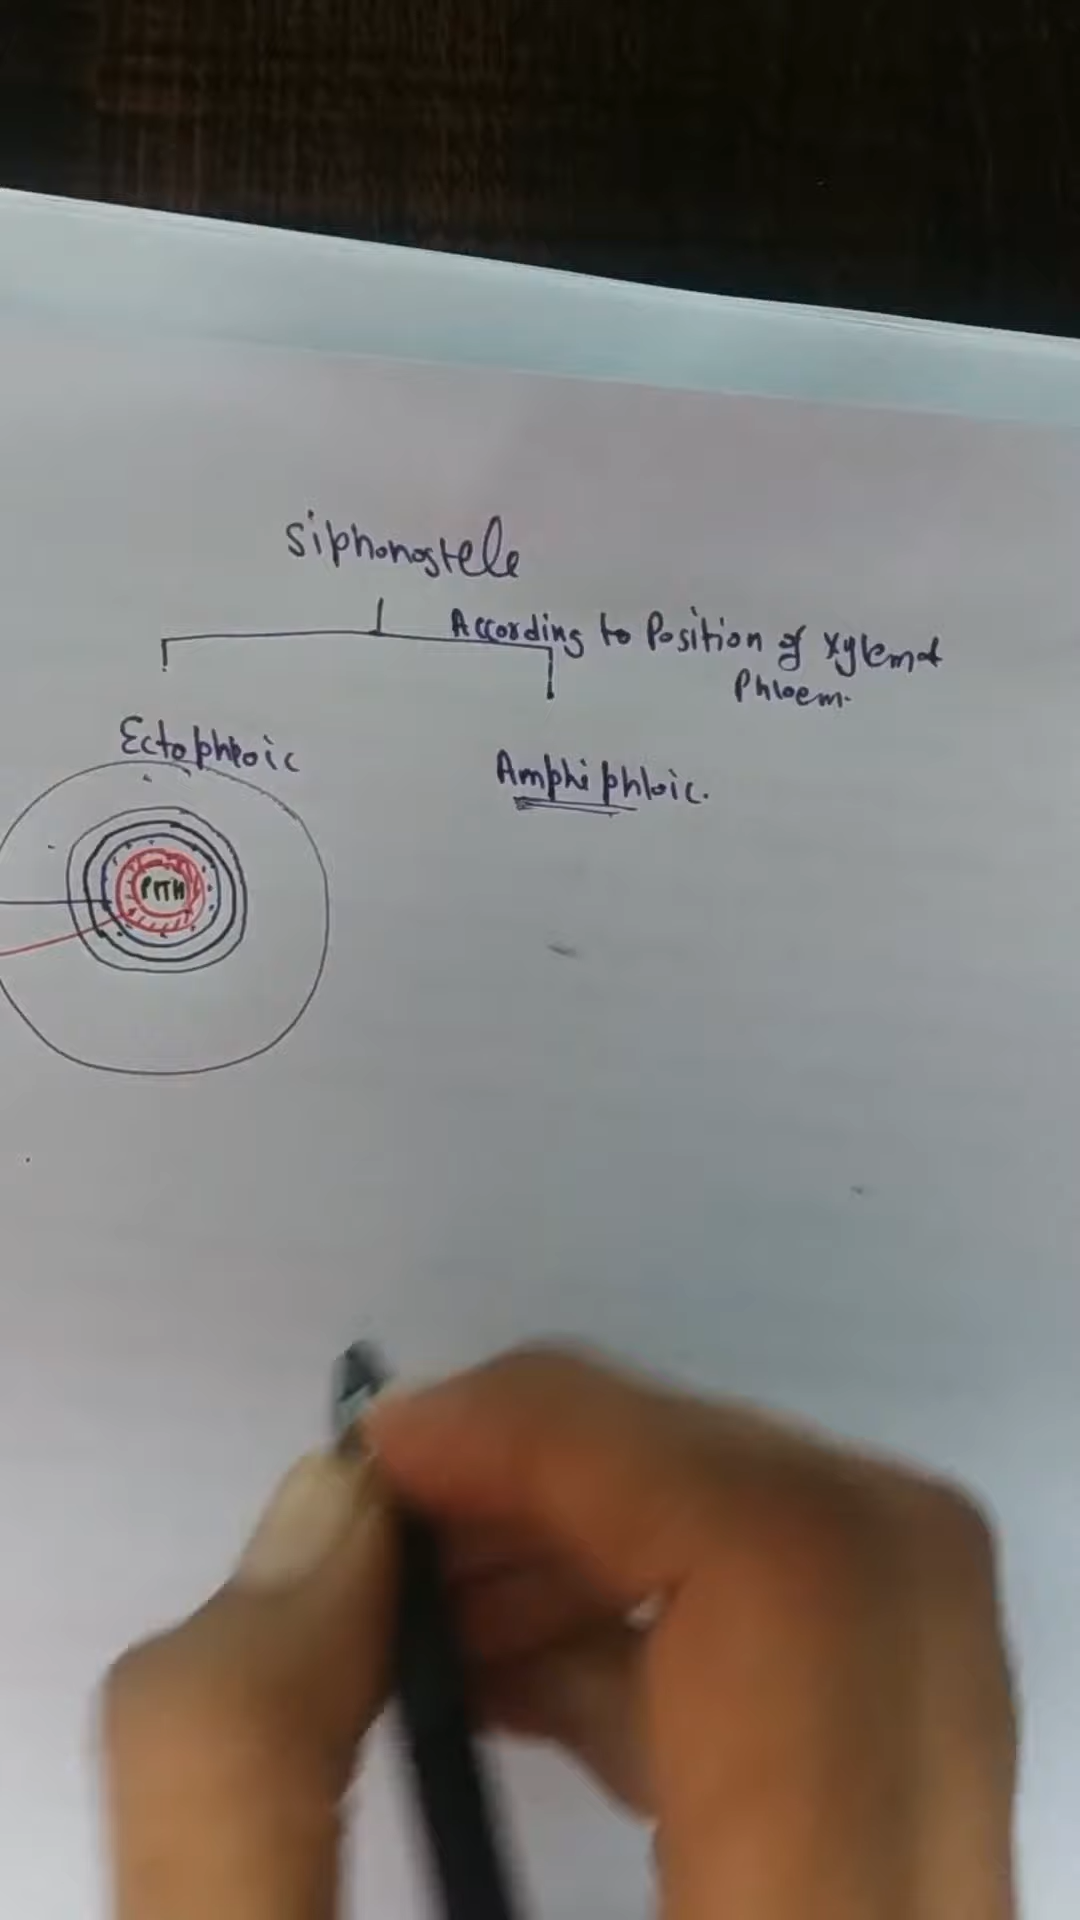 Siphonostele
According to Position of Xylem &
Phloem.
Ectophloic
Amphiphloic.
PITH